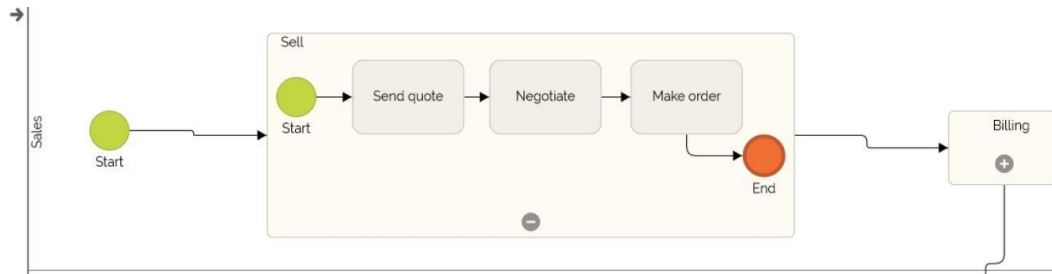 Sales
Start
Sell
Start
Send quote
Negotiate
Make order
End
Billing